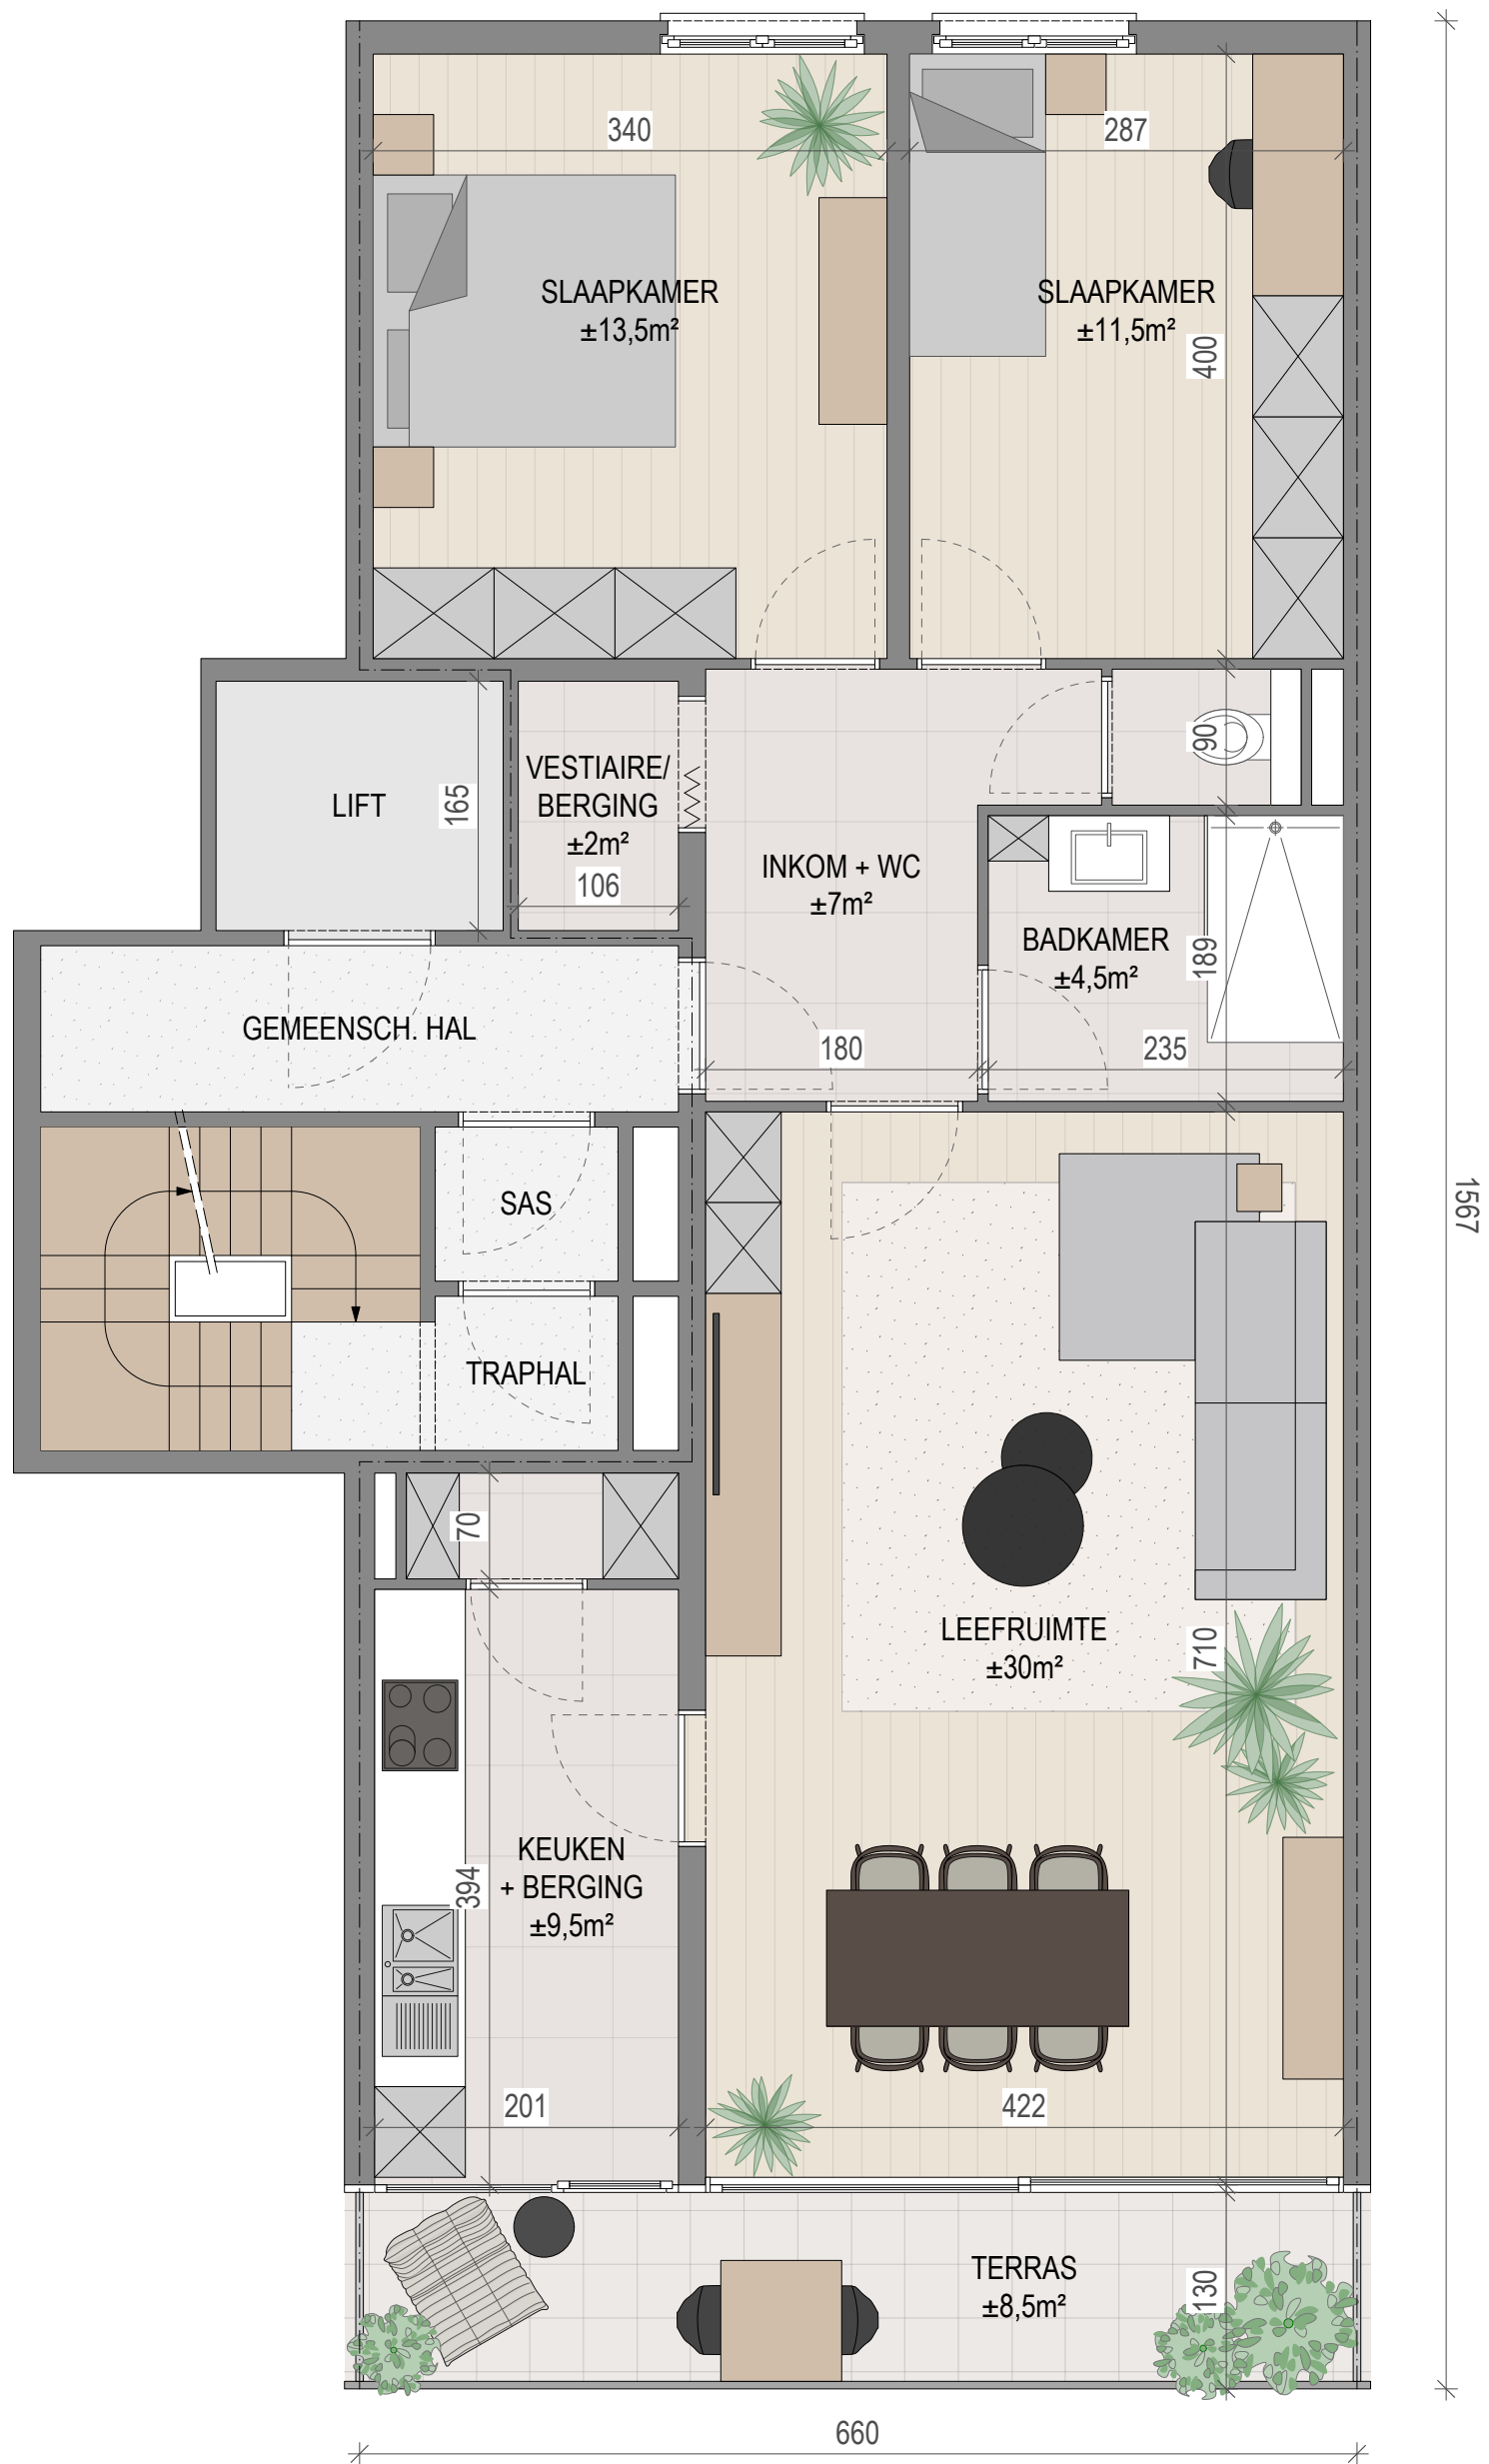 340
287
SLAAPKAMER
±13,5m²
SLAAPKAMER
±11,5m²
400
LIFT
165
VESTIAIRE/
BERGING
±2m²
106
INKOM + WC
±7m²
90
BADKAMER
±4,5m²
189
GEMEENSCH. HAL
180
235
SAS
TRAPHAL
1567
70
LEEFRUIMTE
±30m²
710
KEUKEN
+ BERGING
±9,5m²
394
201
422
TERRAS
±8,5m²
130
660